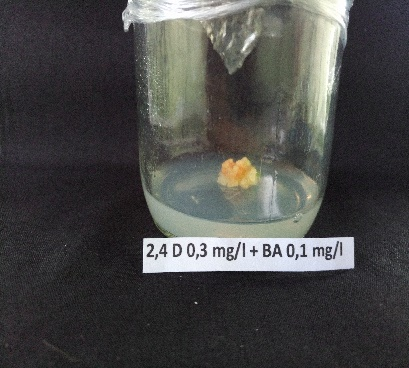 2,4 D 0,3 mg/l + BA 0,1 mg/l